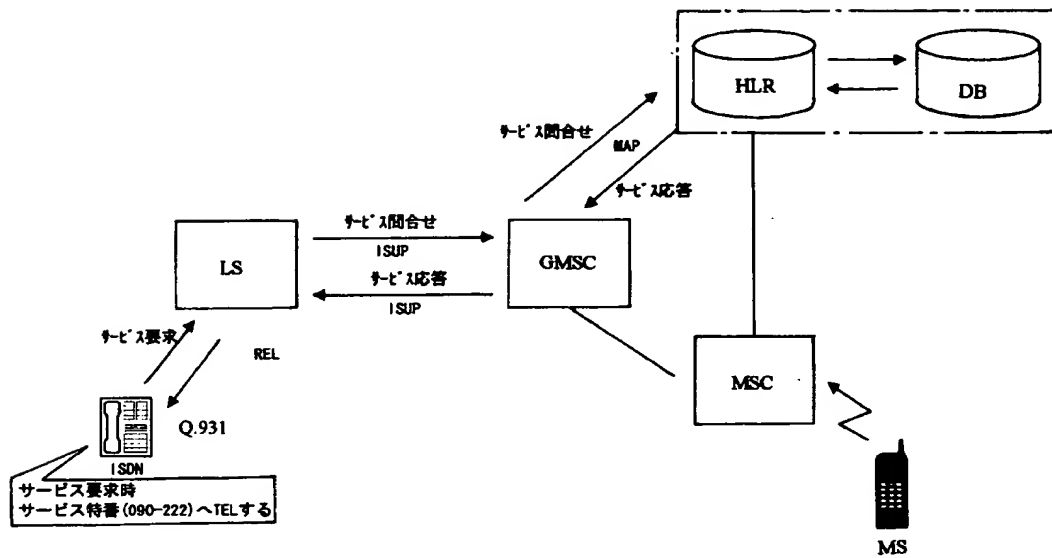 HLR
DB
サービス問合せ
MAP
サービス応答
サービス問合せ
ISUP
LS
GMSC
サービス応答
ISUP
サービス要求
REL
MSC
Q.931
ISDN
サービス要求時
サービス特番(090-222)へTELする
MS